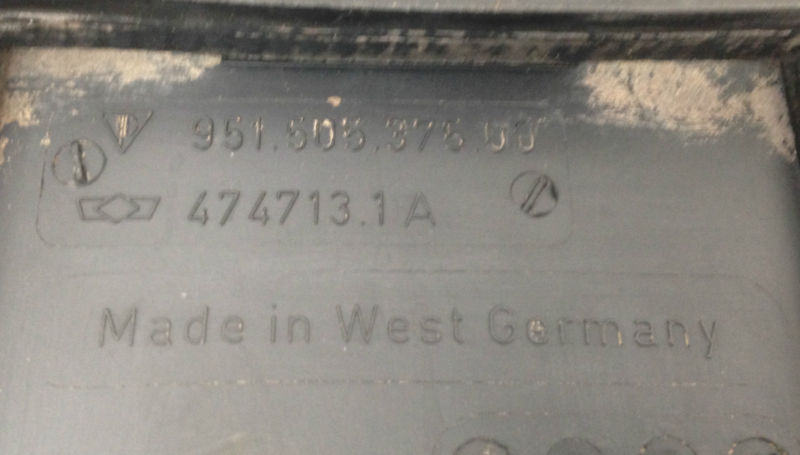 951.505.375.00
474713.1 A
Made in West Germany